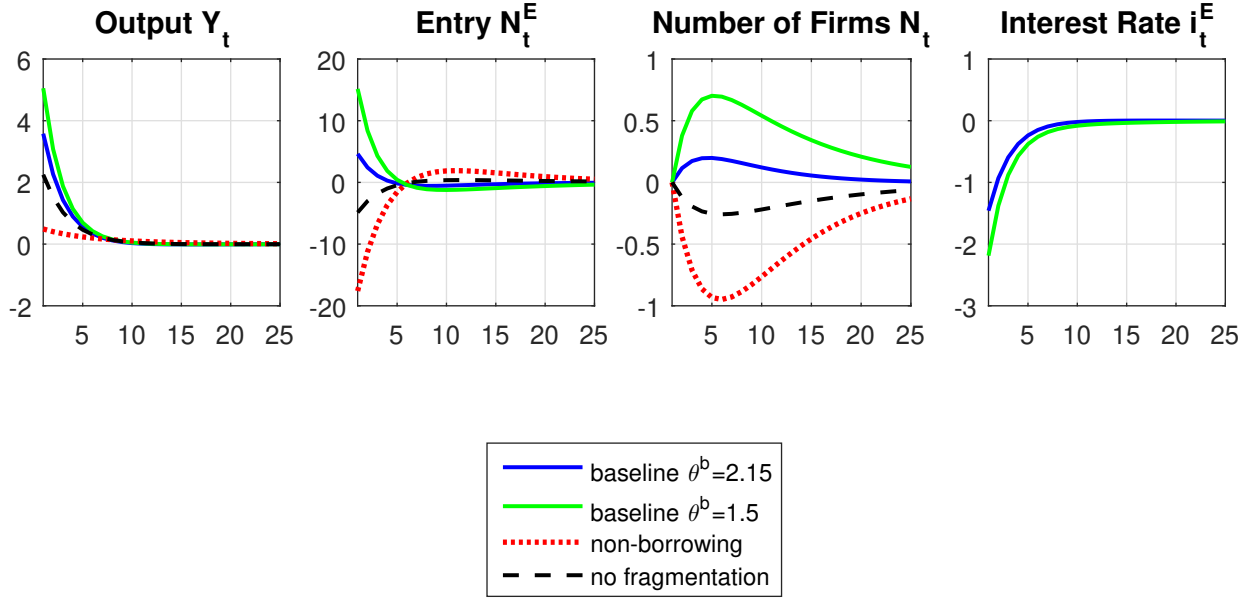 Output Y_t
Entry N_t^E
Number of Firms N_t
Interest Rate i_t^E
6
4
2
0
-2
5 10 15 20 25
20
10
0
-10
-20
5 10 15 20 25
1
0.5
0
-0.5
-1
5 10 15 20 25
1
0
-1
-2
-3
5 10 15 20 25
baseline θ^b=2.15
baseline θ^b=1.5
non-borrowing
no fragmentation